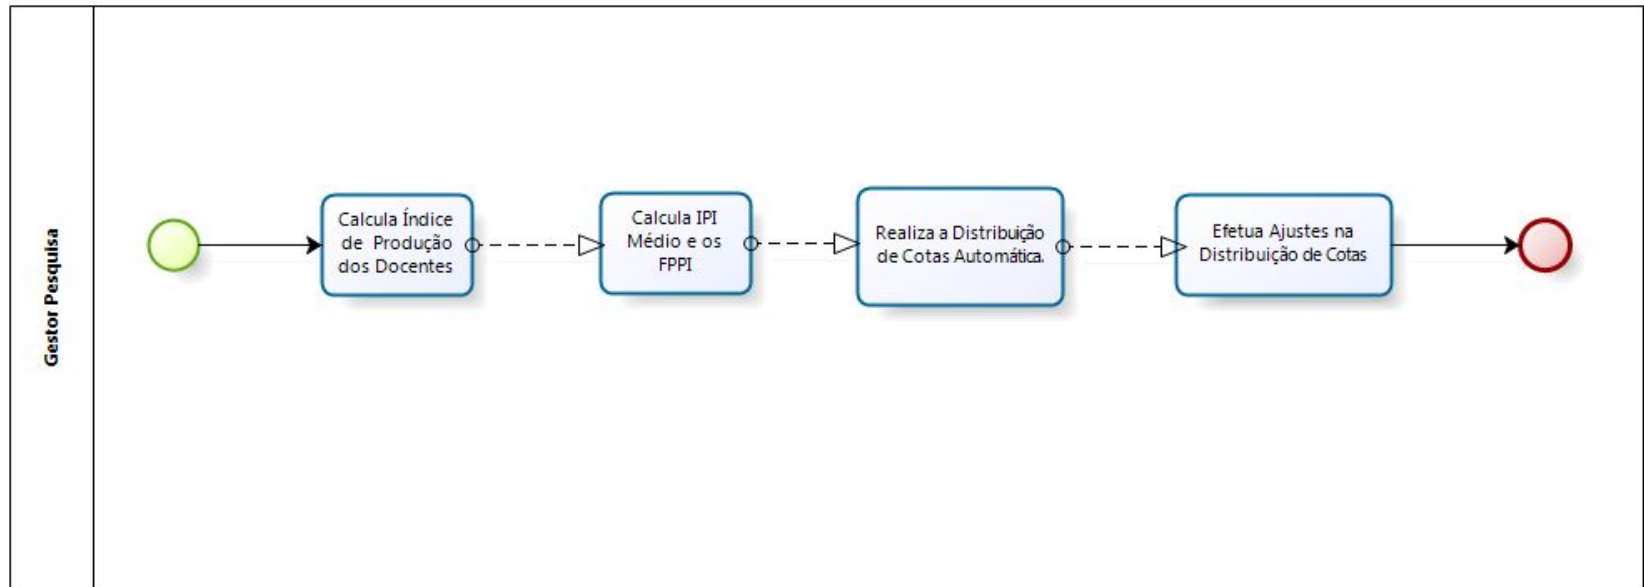 Gestor Pesquisa
Calcula Índice
de Produção
dos Docentes
Calcula IPI
Médio e os
FPPI
Realiza a Distribuição
de Cotas Automática.
Efetua Ajustes na
Distribuição de Cotas